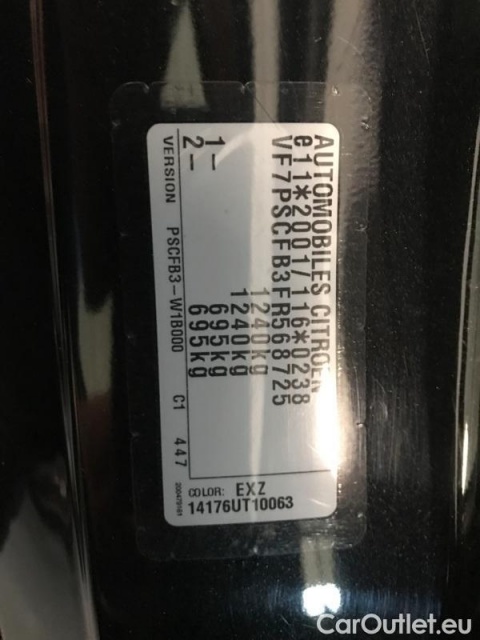 AUTOMOBILES CITROEN
e11*2001/116*0238
VF7PSCFB3FR568725
1240kg
1240kg
1– 695kg
2– 695kg
VERSION PSCFB3–W1B000 C1 447
COLOR: EXZ
14176UT10063
CarOutlet.eu